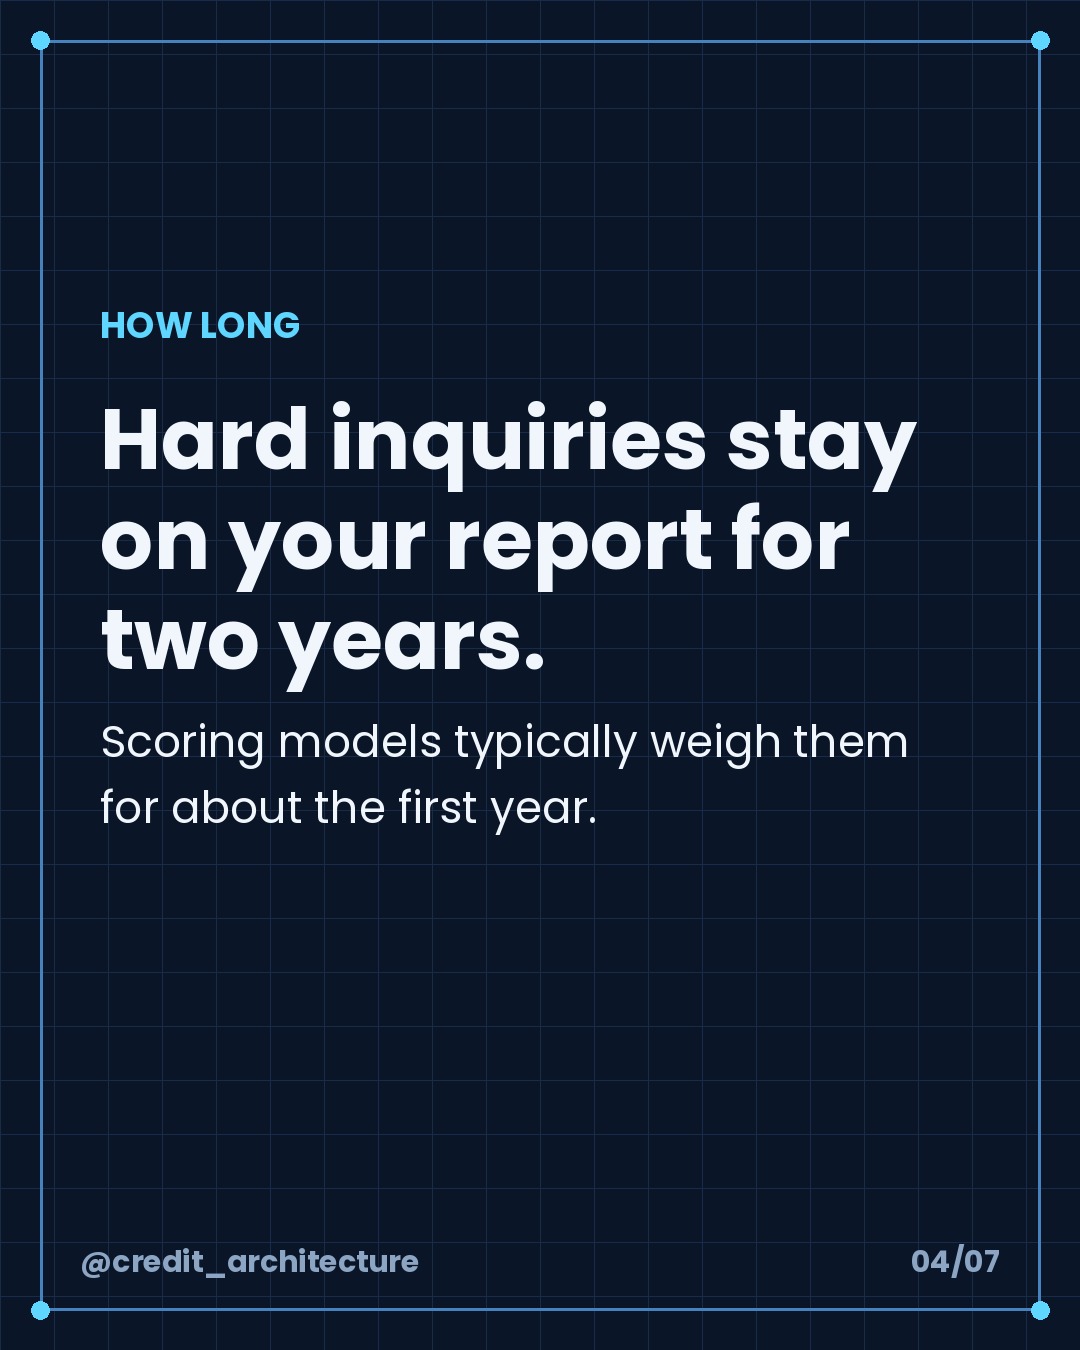 HOW LONG
Hard inquiries stay
on your report for
two years.
Scoring models typically weigh them
for about the first year.
@credit_architecture
04/07